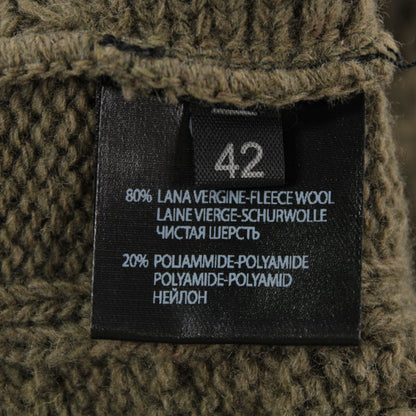 42
80% LANA VERGINE-FLEECE WOOL
LAINE VIERGE-SCHURWOLLE
ЧИСТАЯ ШЕРСТЬ
20% POLIAMMIDE-POLYAMIDE
POLYAMIDE-POLYAMID
НЕЙЛОН